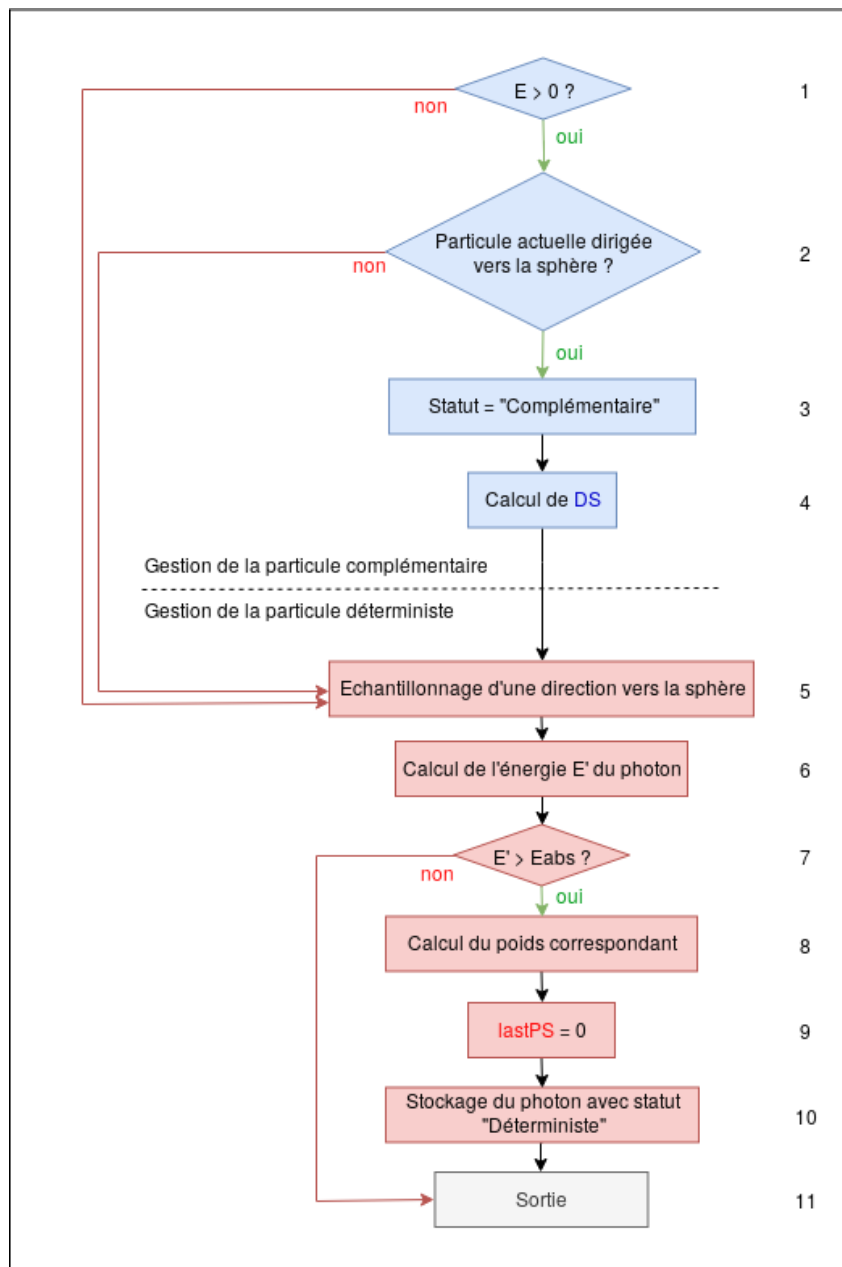 E > 0 ?
1
non
oui
Particule actuelle dirigée
vers la sphère ?
2
non
oui
Statut = "Complémentaire"
3
Calcul de DS
4
Gestion de la particule complémentaire
Gestion de la particule déterministe
Echantillonnage d'une direction vers la sphère
5
Calcul de l'énergie E' du photon
6
E' > Eabs ?
7
non
oui
Calcul du poids correspondant
8
lastPS = 0
9
Stockage du photon avec statut
"Déterministe"
10
Sortie
11